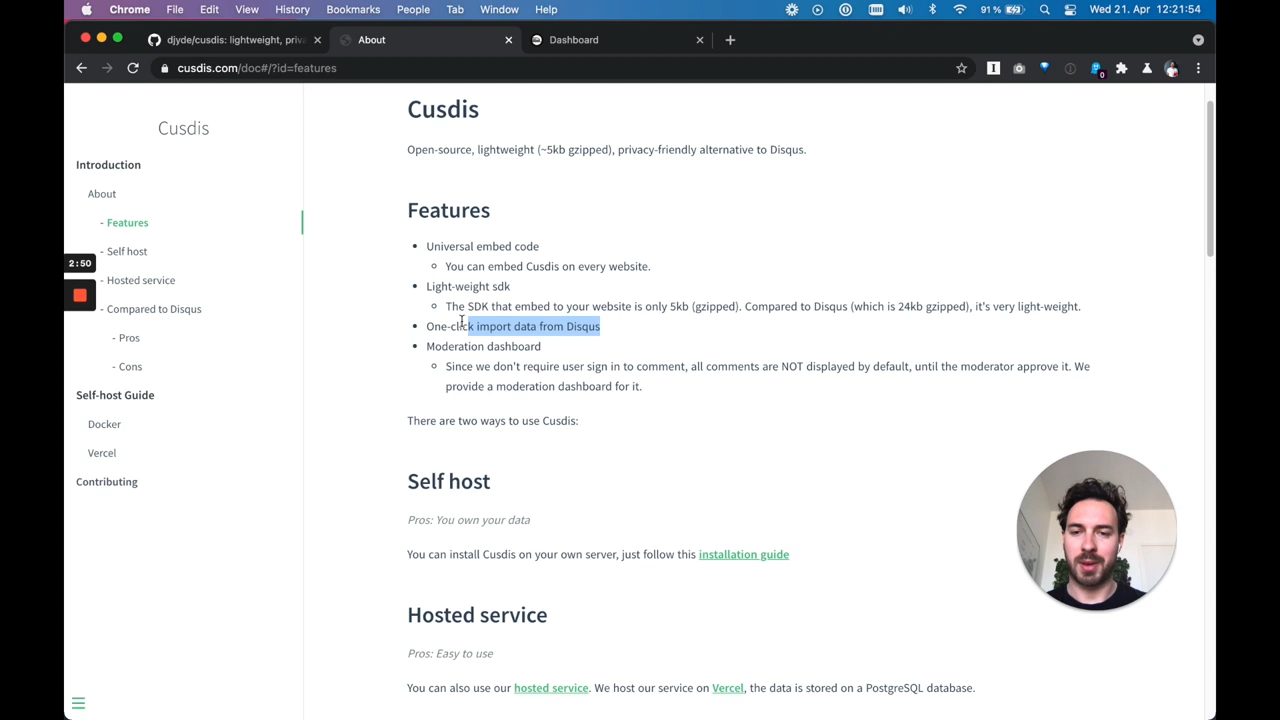 Chrome File Edit View History Bookmarks People Tab Window Help 91% Wed 21. Apr 12:21:54
djyde/cusdis: lightweight, priva
About
Dashboard
cusdis.com/doc#/?id=features
0
Cusdis
Introduction
About
- Features
- Self host
- Hosted service
- Compared to Disqus
- Pros
- Cons
Self-host Guide
Docker
Vercel
Contributing
2:50
Cusdis
Open-source, lightweight (~5kb gzipped), privacy-friendly alternative to Disqus.
Features
Universal embed code
You can embed Cusdis on every website.
Light-weight sdk
The SDK that embed to your website is only 5kb (gzipped). Compared to Disqus (which is 24kb gzipped), it's very light-weight.
One-click import data from Disqus
Moderation dashboard
Since we don't require user sign in to comment, all comments are NOT displayed by default, until the moderator approve it. We
provide a moderation dashboard for it.
There are two ways to use Cusdis:
Self host
Pros: You own your data
You can install Cusdis on your own server, just follow this installation guide
Hosted service
Pros: Easy to use
You can also use our hosted service. We host our service on Vercel, the data is stored on a PostgreSQL database.